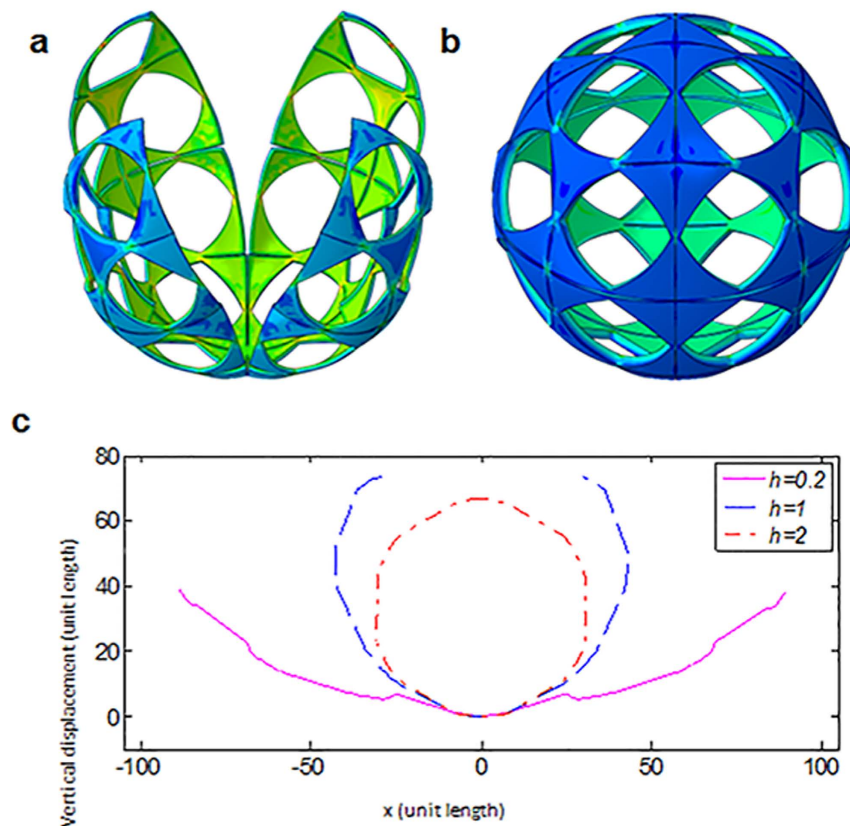 a
b
c
Vertical displacement (unit length)
80
60
40
20
0
-100
-50
0
50
100
x (unit length)
h=0.2
h=1
h=2